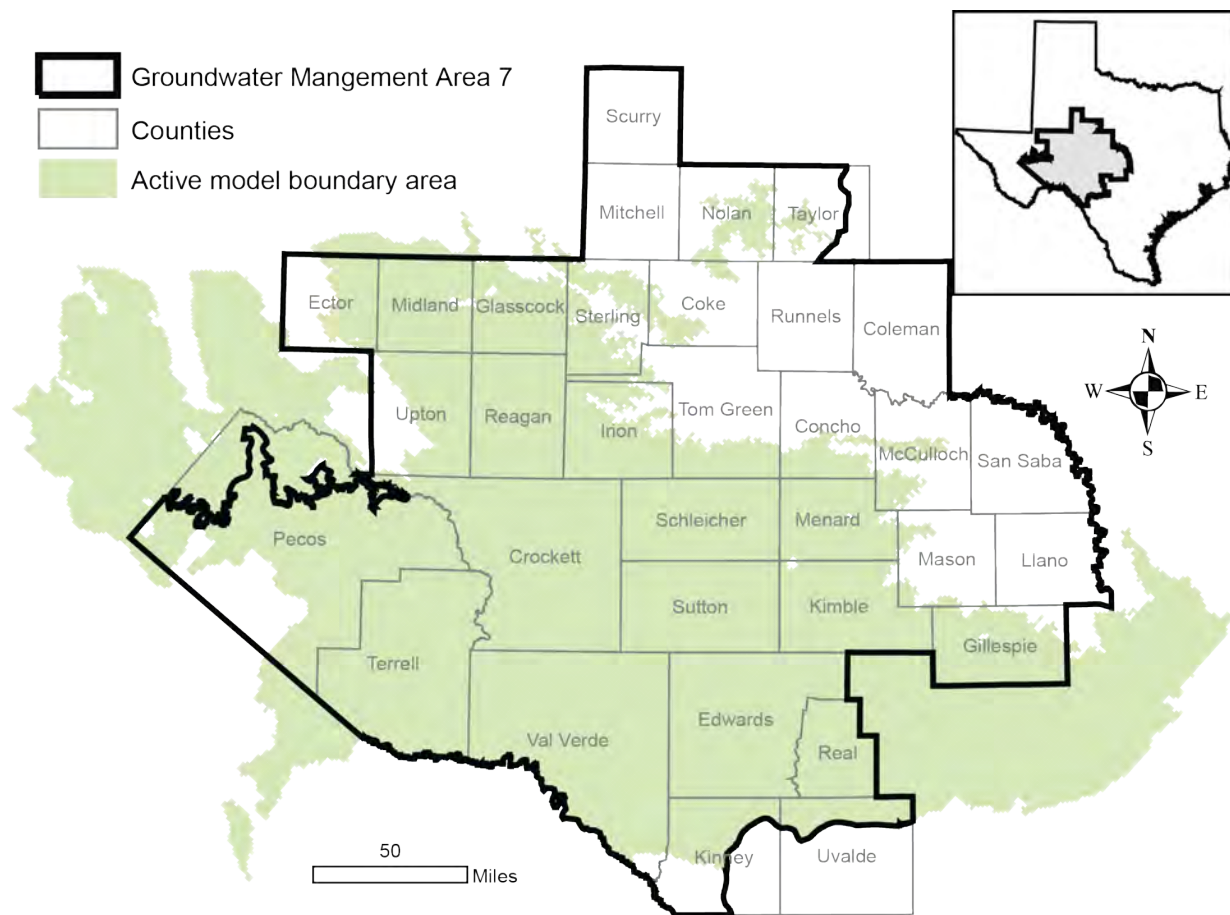 Groundwater Mangement Area 7
Counties
Active model boundary area
Scurry
Mitchell
Nolan
Taylor
Ector
Midland
Glasscock
Sterling
Coke
Runnels
Coleman
N
W
E
S
Upton
Reagan
Irion
Tom Green
Concho
McCulloch
San Saba
Pecos
Crockett
Schleicher
Menard
Mason
Llano
Terrell
Sutton
Kimble
Gillespie
Val Verde
Edwards
Real
Kinney
Uvalde
50
Miles